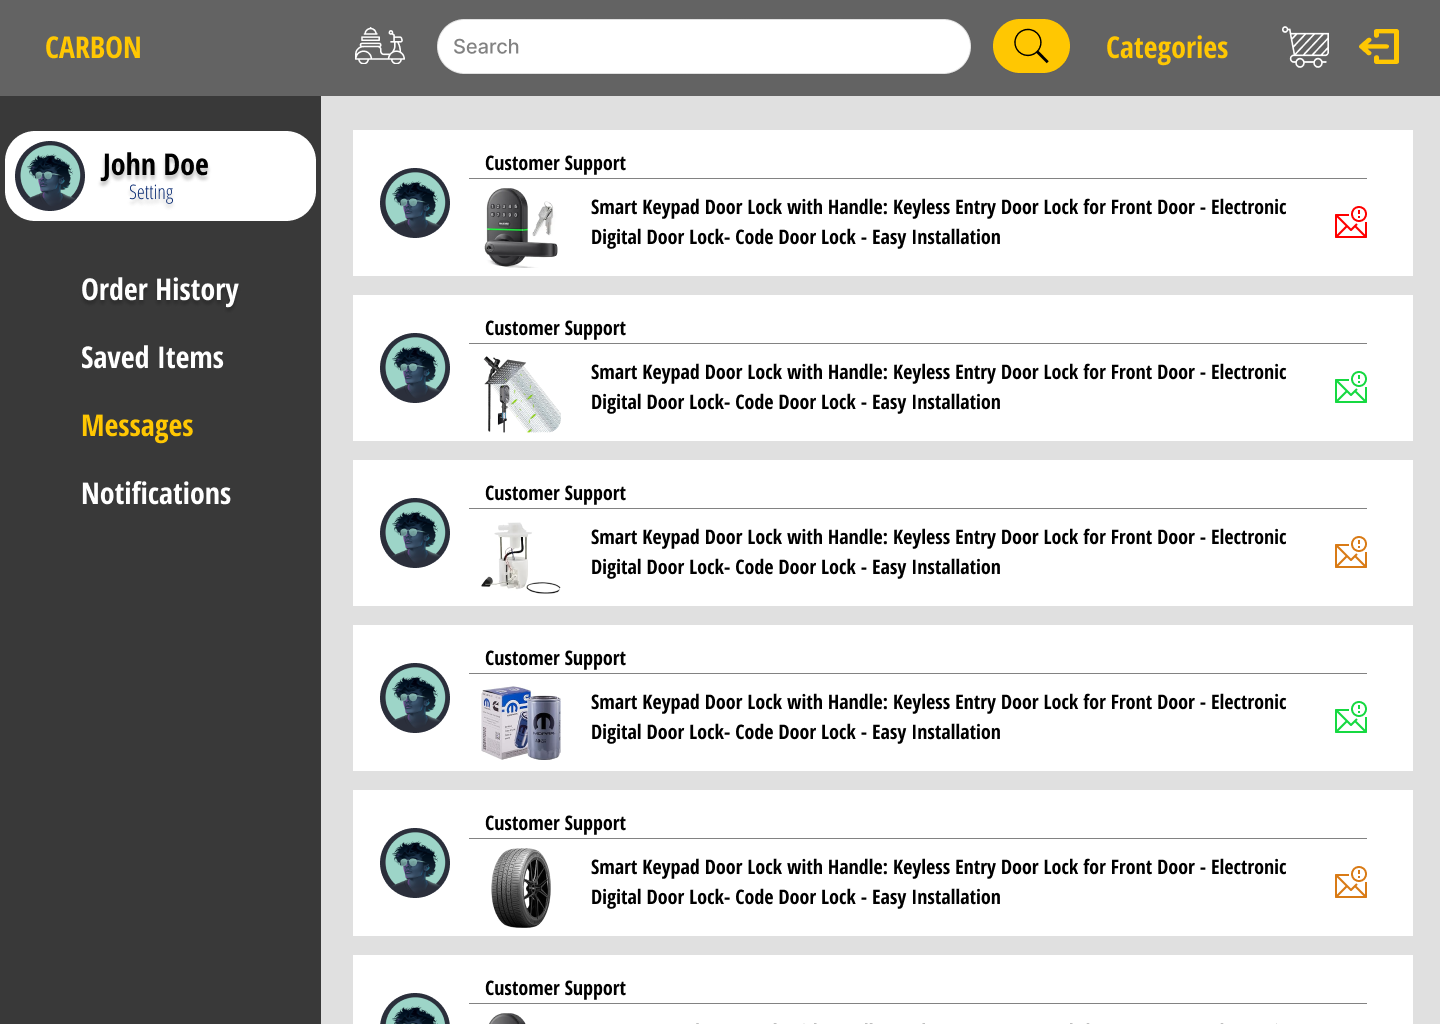 CARBON
Search
Categories
John Doe
Setting
Order History
Saved Items
Messages
Notifications
Customer Support
Smart Keypad Door Lock with Handle: Keyless Entry Door Lock for Front Door - Electronic
Digital Door Lock- Code Door Lock - Easy Installation
Customer Support
Smart Keypad Door Lock with Handle: Keyless Entry Door Lock for Front Door - Electronic
Digital Door Lock- Code Door Lock - Easy Installation
Customer Support
Smart Keypad Door Lock with Handle: Keyless Entry Door Lock for Front Door - Electronic
Digital Door Lock- Code Door Lock - Easy Installation
Customer Support
Smart Keypad Door Lock with Handle: Keyless Entry Door Lock for Front Door - Electronic
Digital Door Lock- Code Door Lock - Easy Installation
Customer Support
Smart Keypad Door Lock with Handle: Keyless Entry Door Lock for Front Door - Electronic
Digital Door Lock- Code Door Lock - Easy Installation
Customer Support